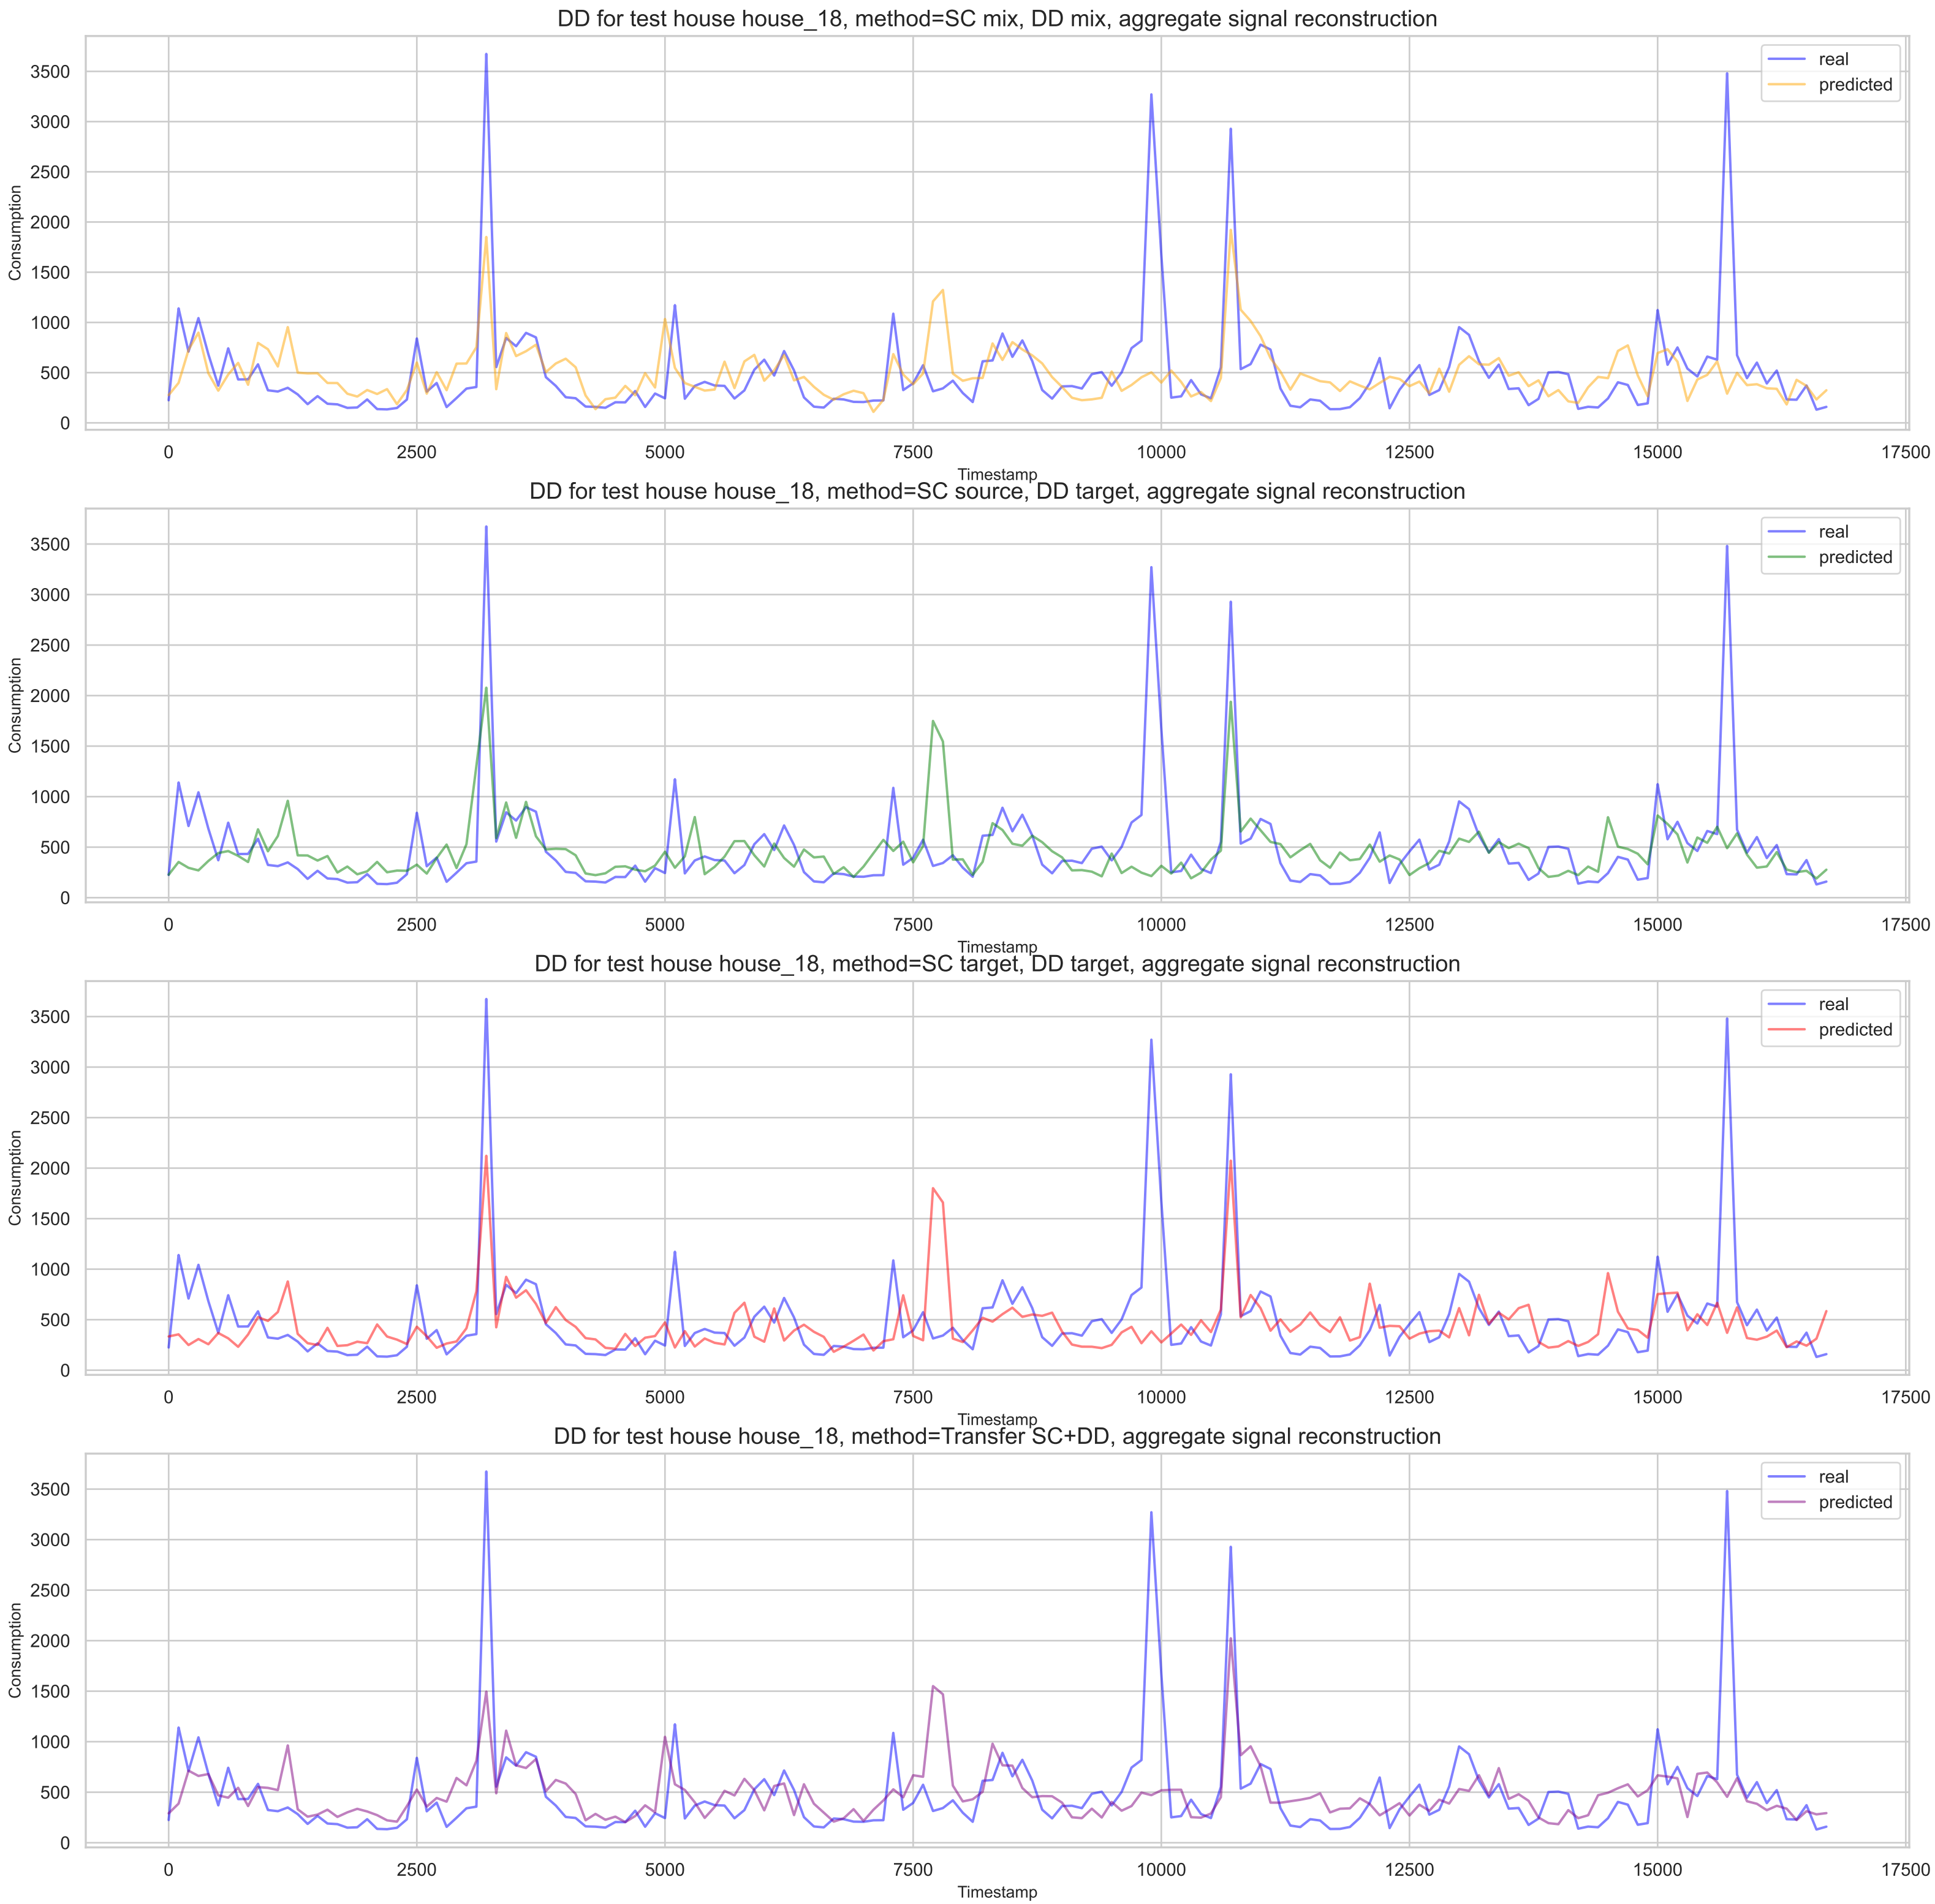 DD for test house house_18, method=SC mix, DD mix, aggregate signal reconstruction
real
predicted
3500
3000
2500
2000
1500
1000
500
0
Consumption
0 2500 5000 7500 10000 12500 15000 17500
Timestamp
DD for test house house_18, method=SC source, DD target, aggregate signal reconstruction
real
predicted
3500
3000
2500
2000
1500
1000
500
0
Consumption
0 2500 5000 7500 10000 12500 15000 17500
Timestamp
DD for test house house_18, method=SC target, DD target, aggregate signal reconstruction
real
predicted
3500
3000
2500
2000
1500
1000
500
0
Consumption
0 2500 5000 7500 10000 12500 15000 17500
Timestamp
DD for test house house_18, method=Transfer SC+DD, aggregate signal reconstruction
real
predicted
3500
3000
2500
2000
1500
1000
500
0
Consumption
0 2500 5000 7500 10000 12500 15000 17500
Timestamp